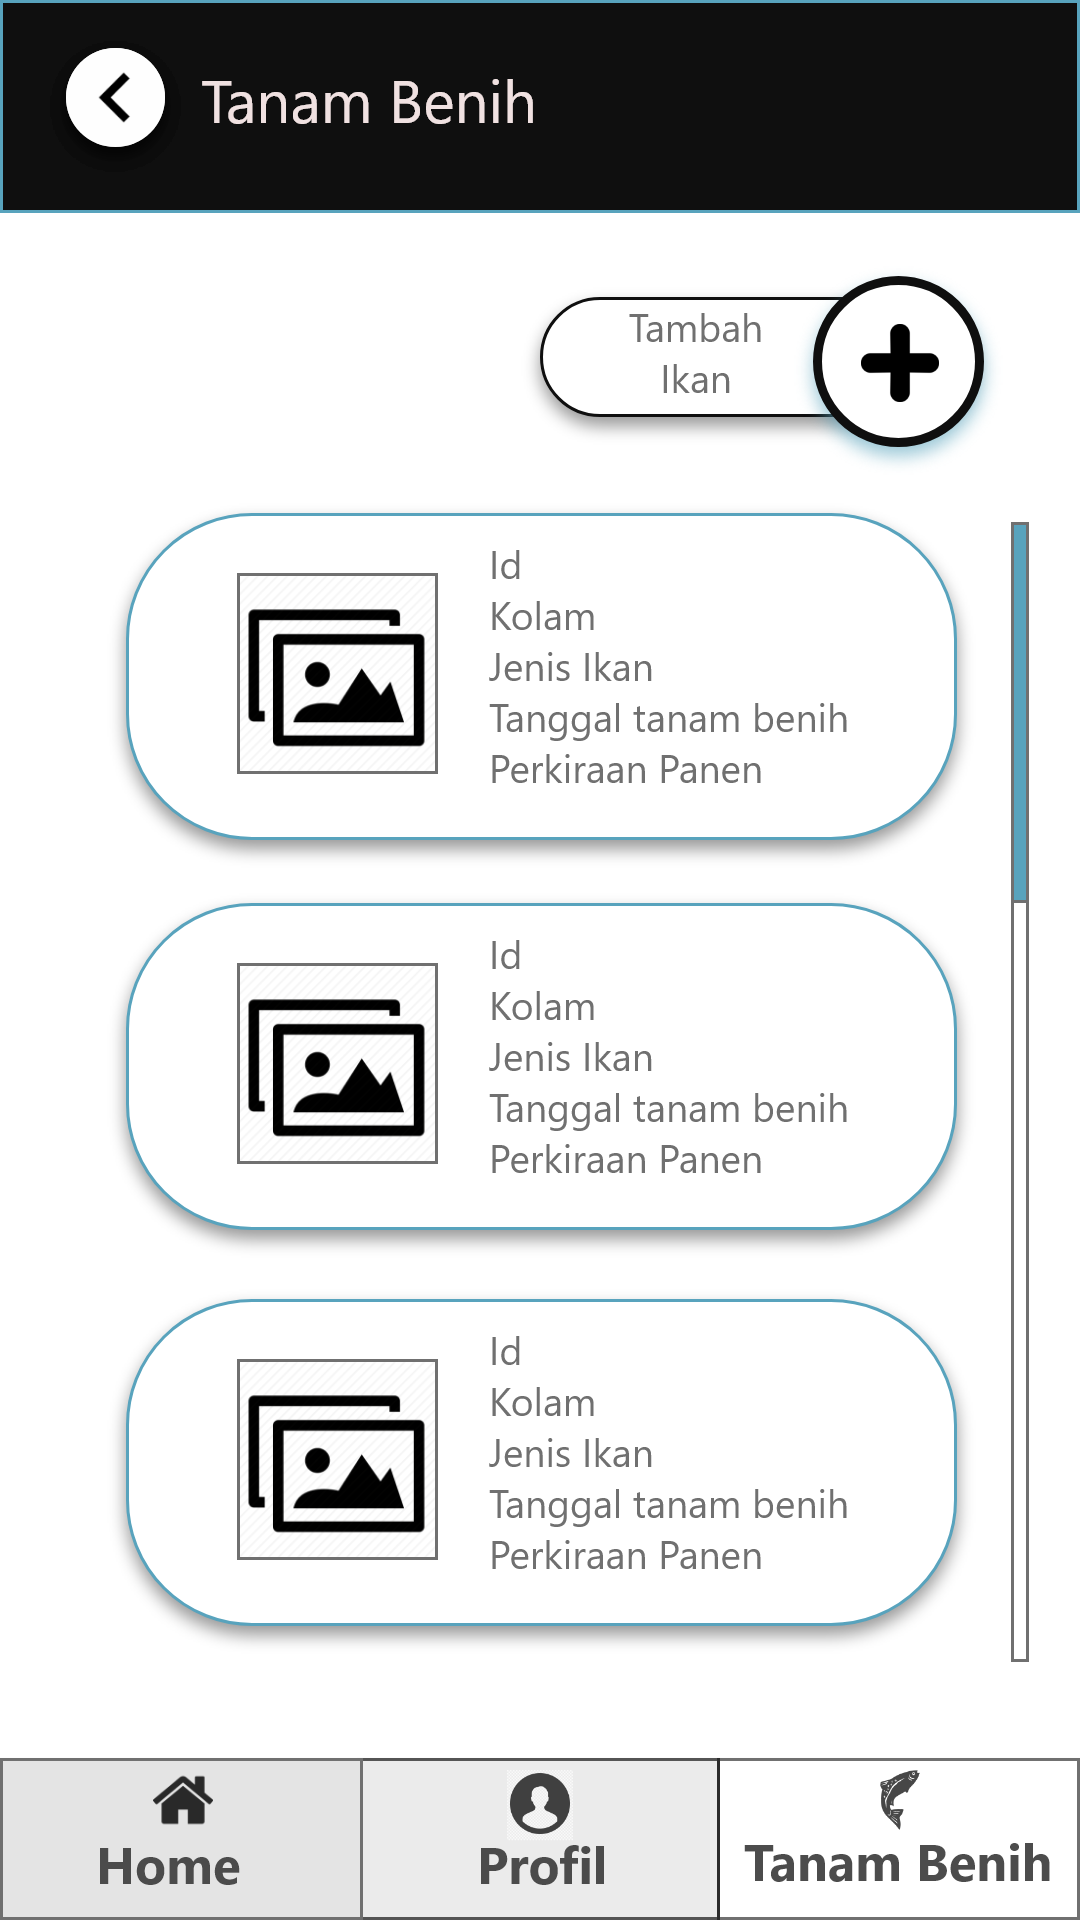 Tanam Benih
Tambah
Ikan
Id
Kolam
Jenis Ikan
Tanggal tanam benih
Perkiraan Panen
Id
Kolam
Jenis Ikan
Tanggal tanam benih
Perkiraan Panen
Id
Kolam
Jenis Ikan
Tanggal tanam benih
Perkiraan Panen
Home
Profil
Tanam Benih